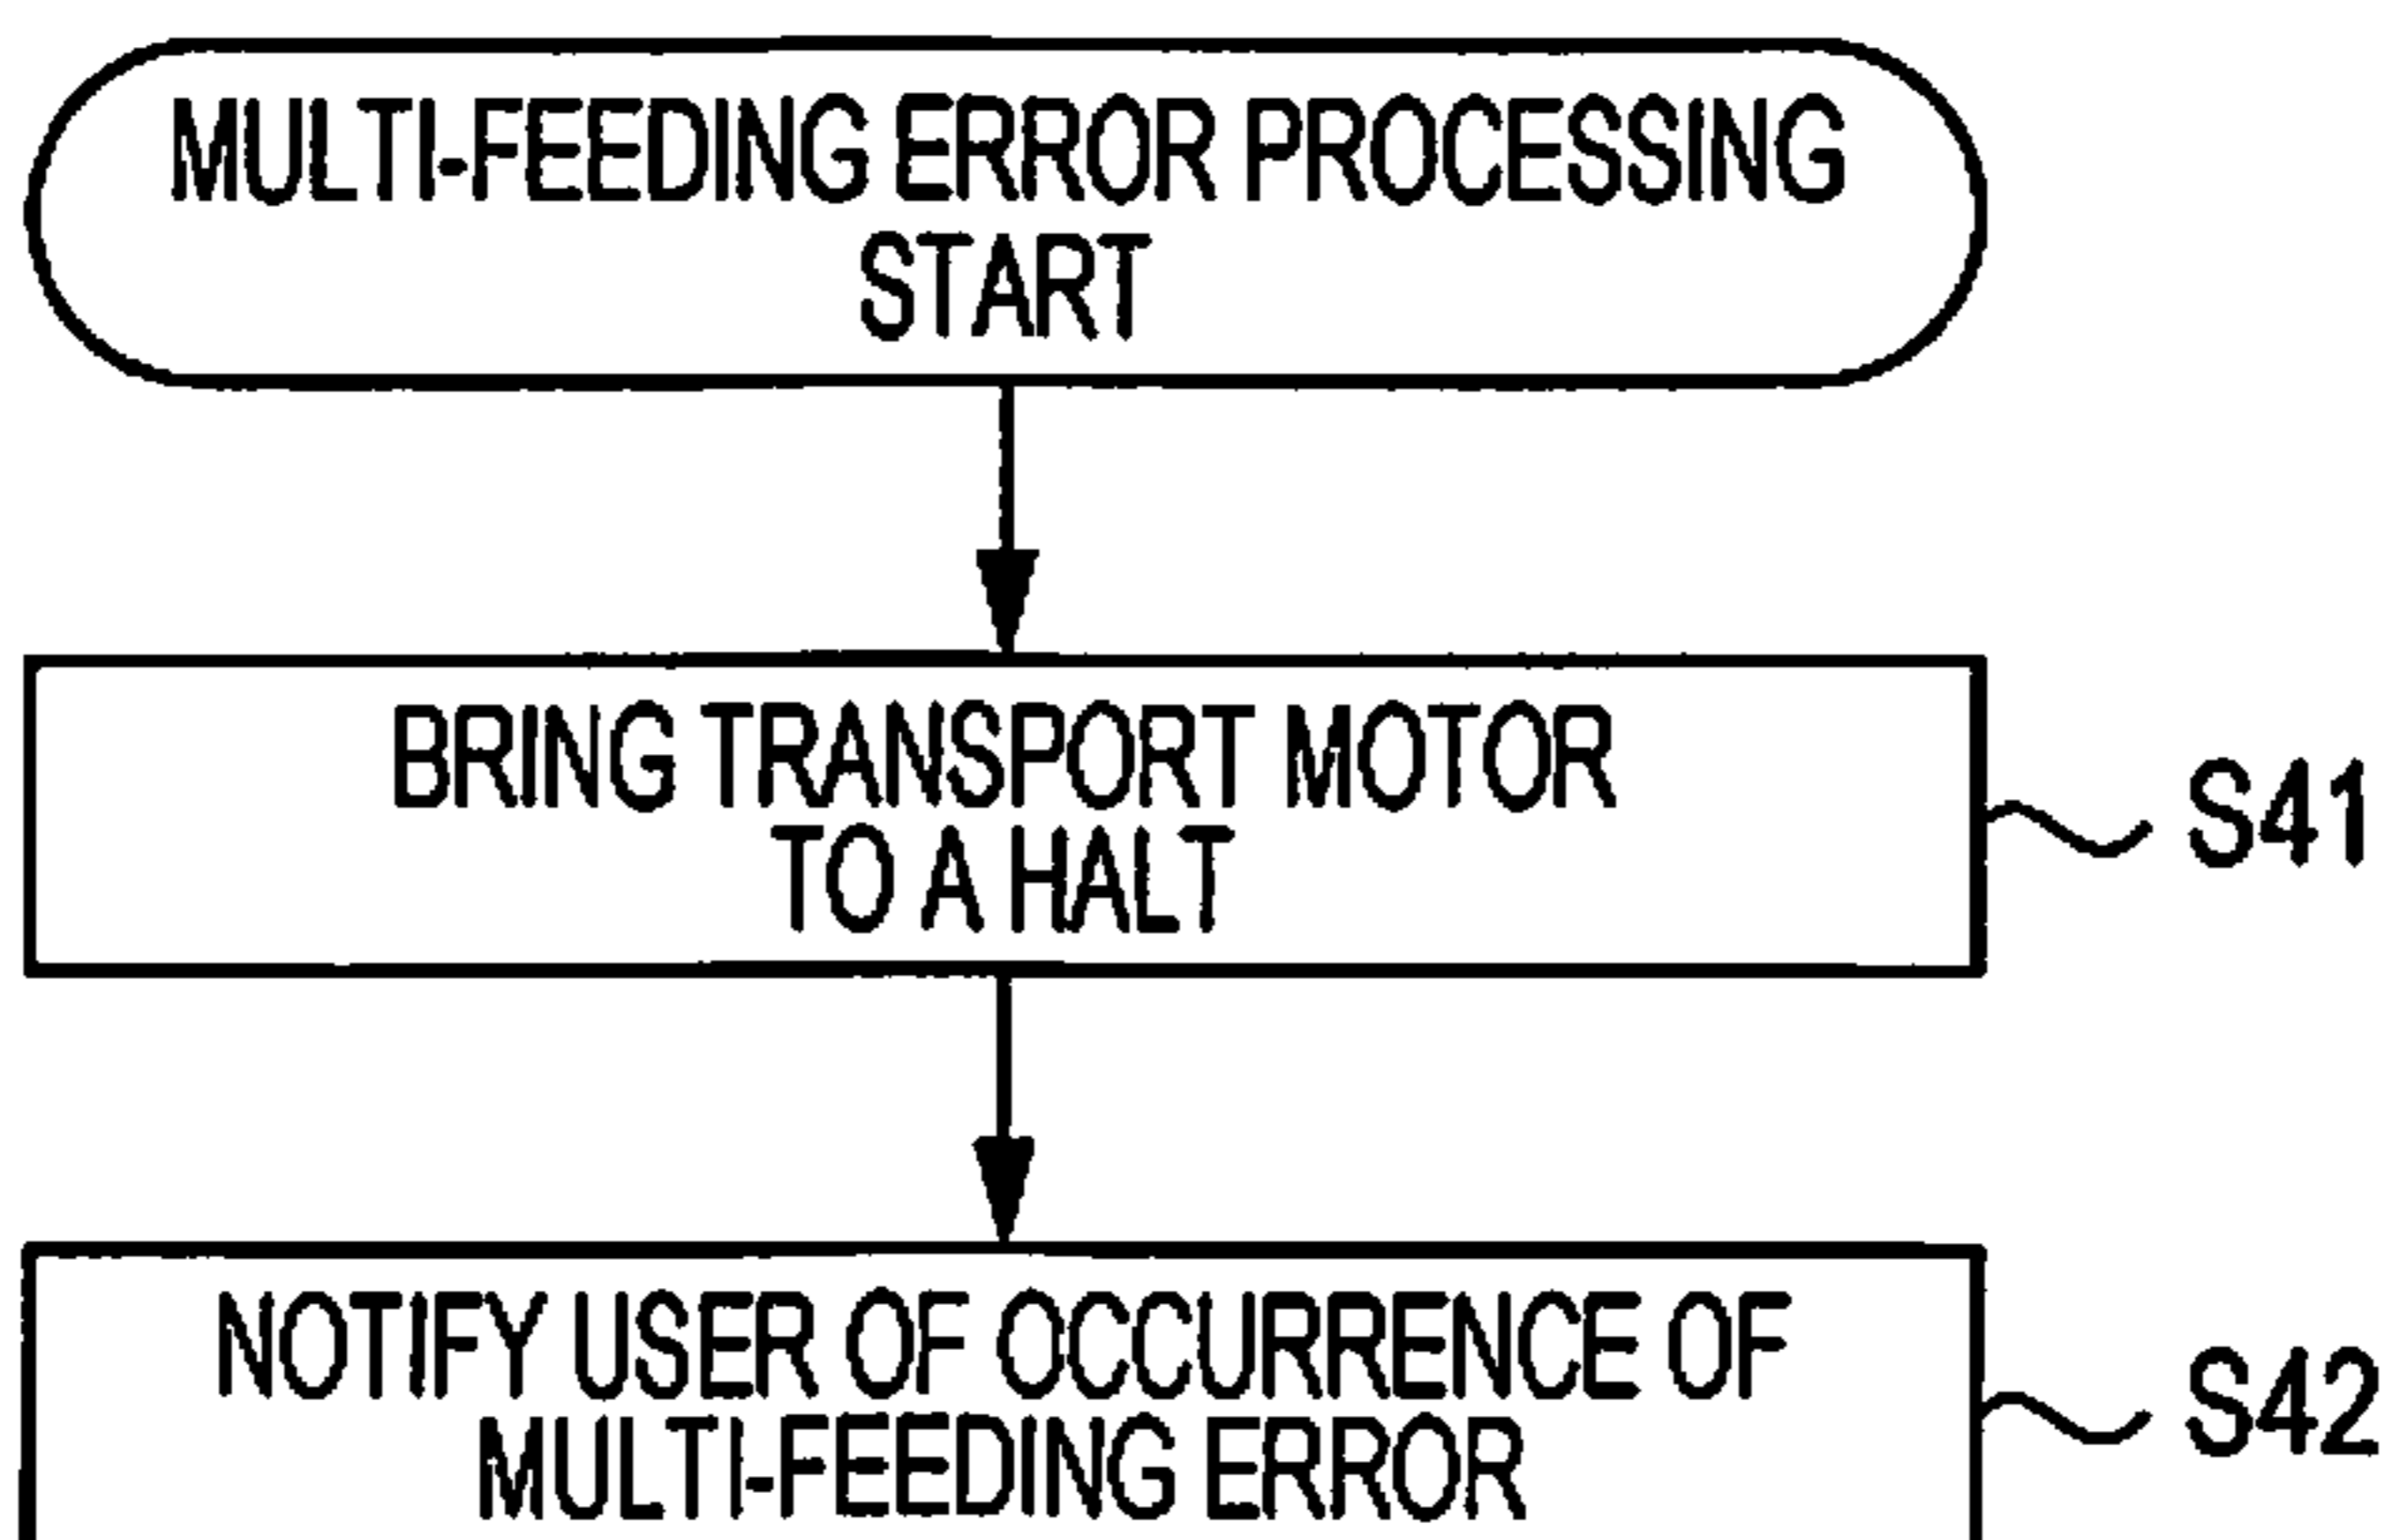 MULTI-FEEDING ERROR PROCESSING
START
BRING TRANSPORT MOTOR
TO A HALT
S41
NOTIFY USER OF OCCURRENCE OF
MULTI-FEEDING ERROR
S42